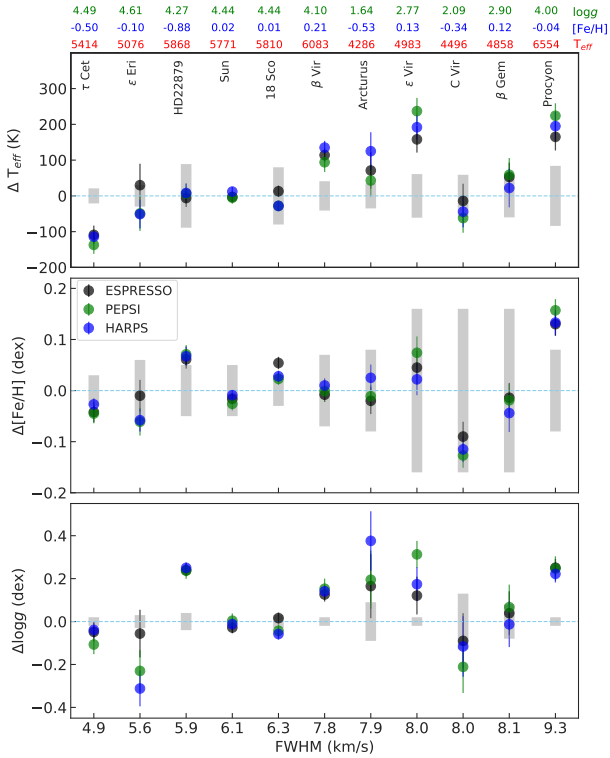 4.49 4.61 4.27 4.44 4.44 4.10 1.64 2.77 2.09 2.90 4.00 logg
-0.50 -0.10 -0.88 0.02 0.01 0.21 -0.53 0.13 -0.34 0.12 -0.04 [Fe/H]
5414 5076 5868 5771 5810 6083 4286 4983 4496 4858 6554 T_eff
τ Cet
ε Eri
HD22879
Sun
18 Sco
β Vir
Arcturus
ε Vir
C Vir
β Gem
Procyon
Δ T_eff (K)
300
200
100
0
−100
−200
Δ[Fe/H] (dex)
0.2
0.1
0.0
−0.1
−0.2
ESPRESSO
PEPSI
HARPS
Δlogg (dex)
0.4
0.2
0.0
−0.2
−0.4
4.9 5.6 5.9 6.1 6.3 7.8 7.9 8.0 8.0 8.1 9.3
FWHM (km/s)